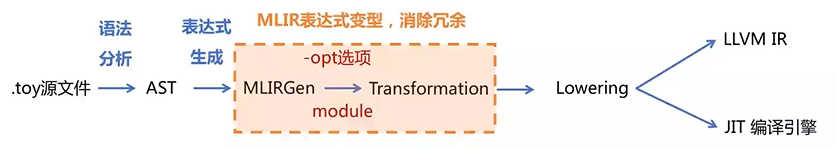 语法
分析
表达式
生成
MLIR表达式变型，消除冗余
-opt选项
.toy源文件
AST
MLIRGen
Transformation
module
Lowering
LLVM IR
JIT 编译引擎